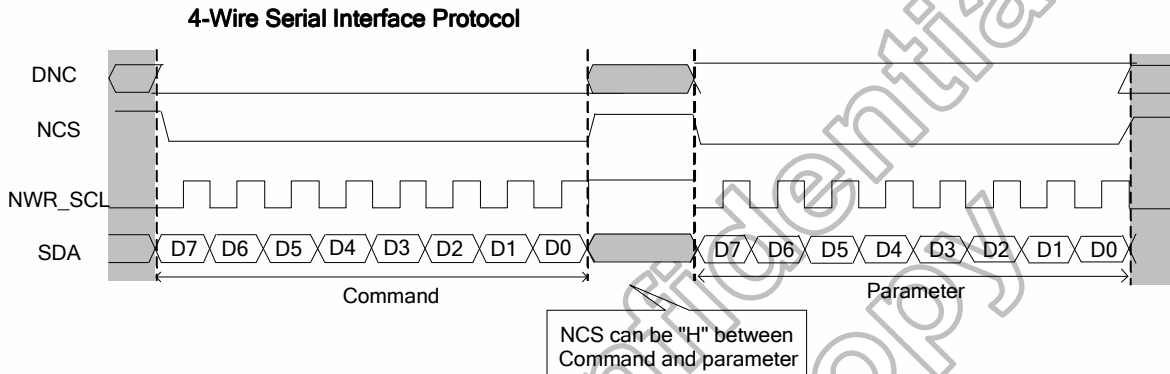 4-Wire Serial Interface Protocol
DNC
NCS
NWR_SCL
SDA
D7 D6 D5 D4 D3 D2 D1 D0
D7 D6 D5 D4 D3 D2 D1 D0
Command
Parameter
NCS can be "H" between
Command and parameter